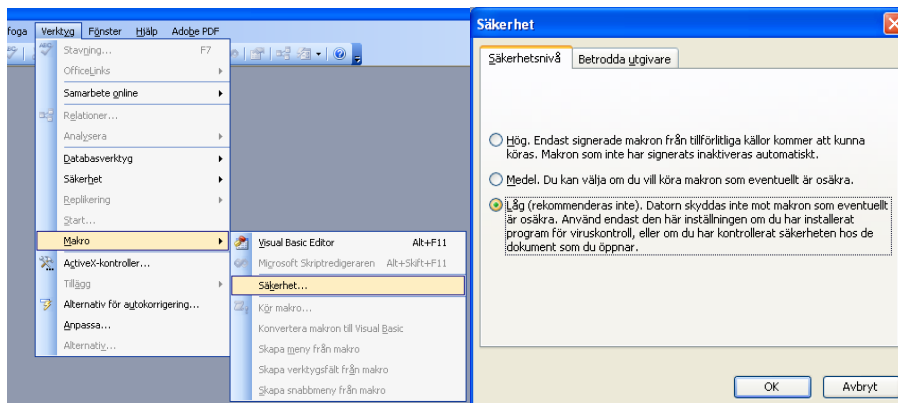 foga Verktyg Fönster Hjälp Adobe PDF
Stavning... F7
OfficeLinks
Samarbete online
Relationer...
Analysera
Databasverktyg
Säkerhet
Replikering
Start...
Makro
ActiveX-kontroller...
Tillägg
Alternativ för autokorrigering...
Anpassa...
Alternativ...
Visual Basic Editor Alt+F11
Microsoft Skriptredigeraren Alt+Skift+F11
Säkerhet...
Kör makro...
Konvertera makron till Visual Basic
Skapa meny från makro
Skapa verktygsfält från makro
Skapa snabbmeny från makro
Säkerhet
Säkerhetsnivå Betrodda utgivare
Hög. Endast signerade makron från tillförlitliga källor kommer att kunna
köras. Makron som inte har signerats inaktiveras automatiskt.
Medel. Du kan välja om du vill köra makron som eventuellt är osäkra.
Låg (rekommenderas inte). Datorn skyddas inte mot makron som eventuellt
är osäkra. Använd endast den här inställningen om du har installerat
program för viruskontroll, eller om du har kontrollerat säkerheten hos de
dokument som du öppnar.
OK Avbryt